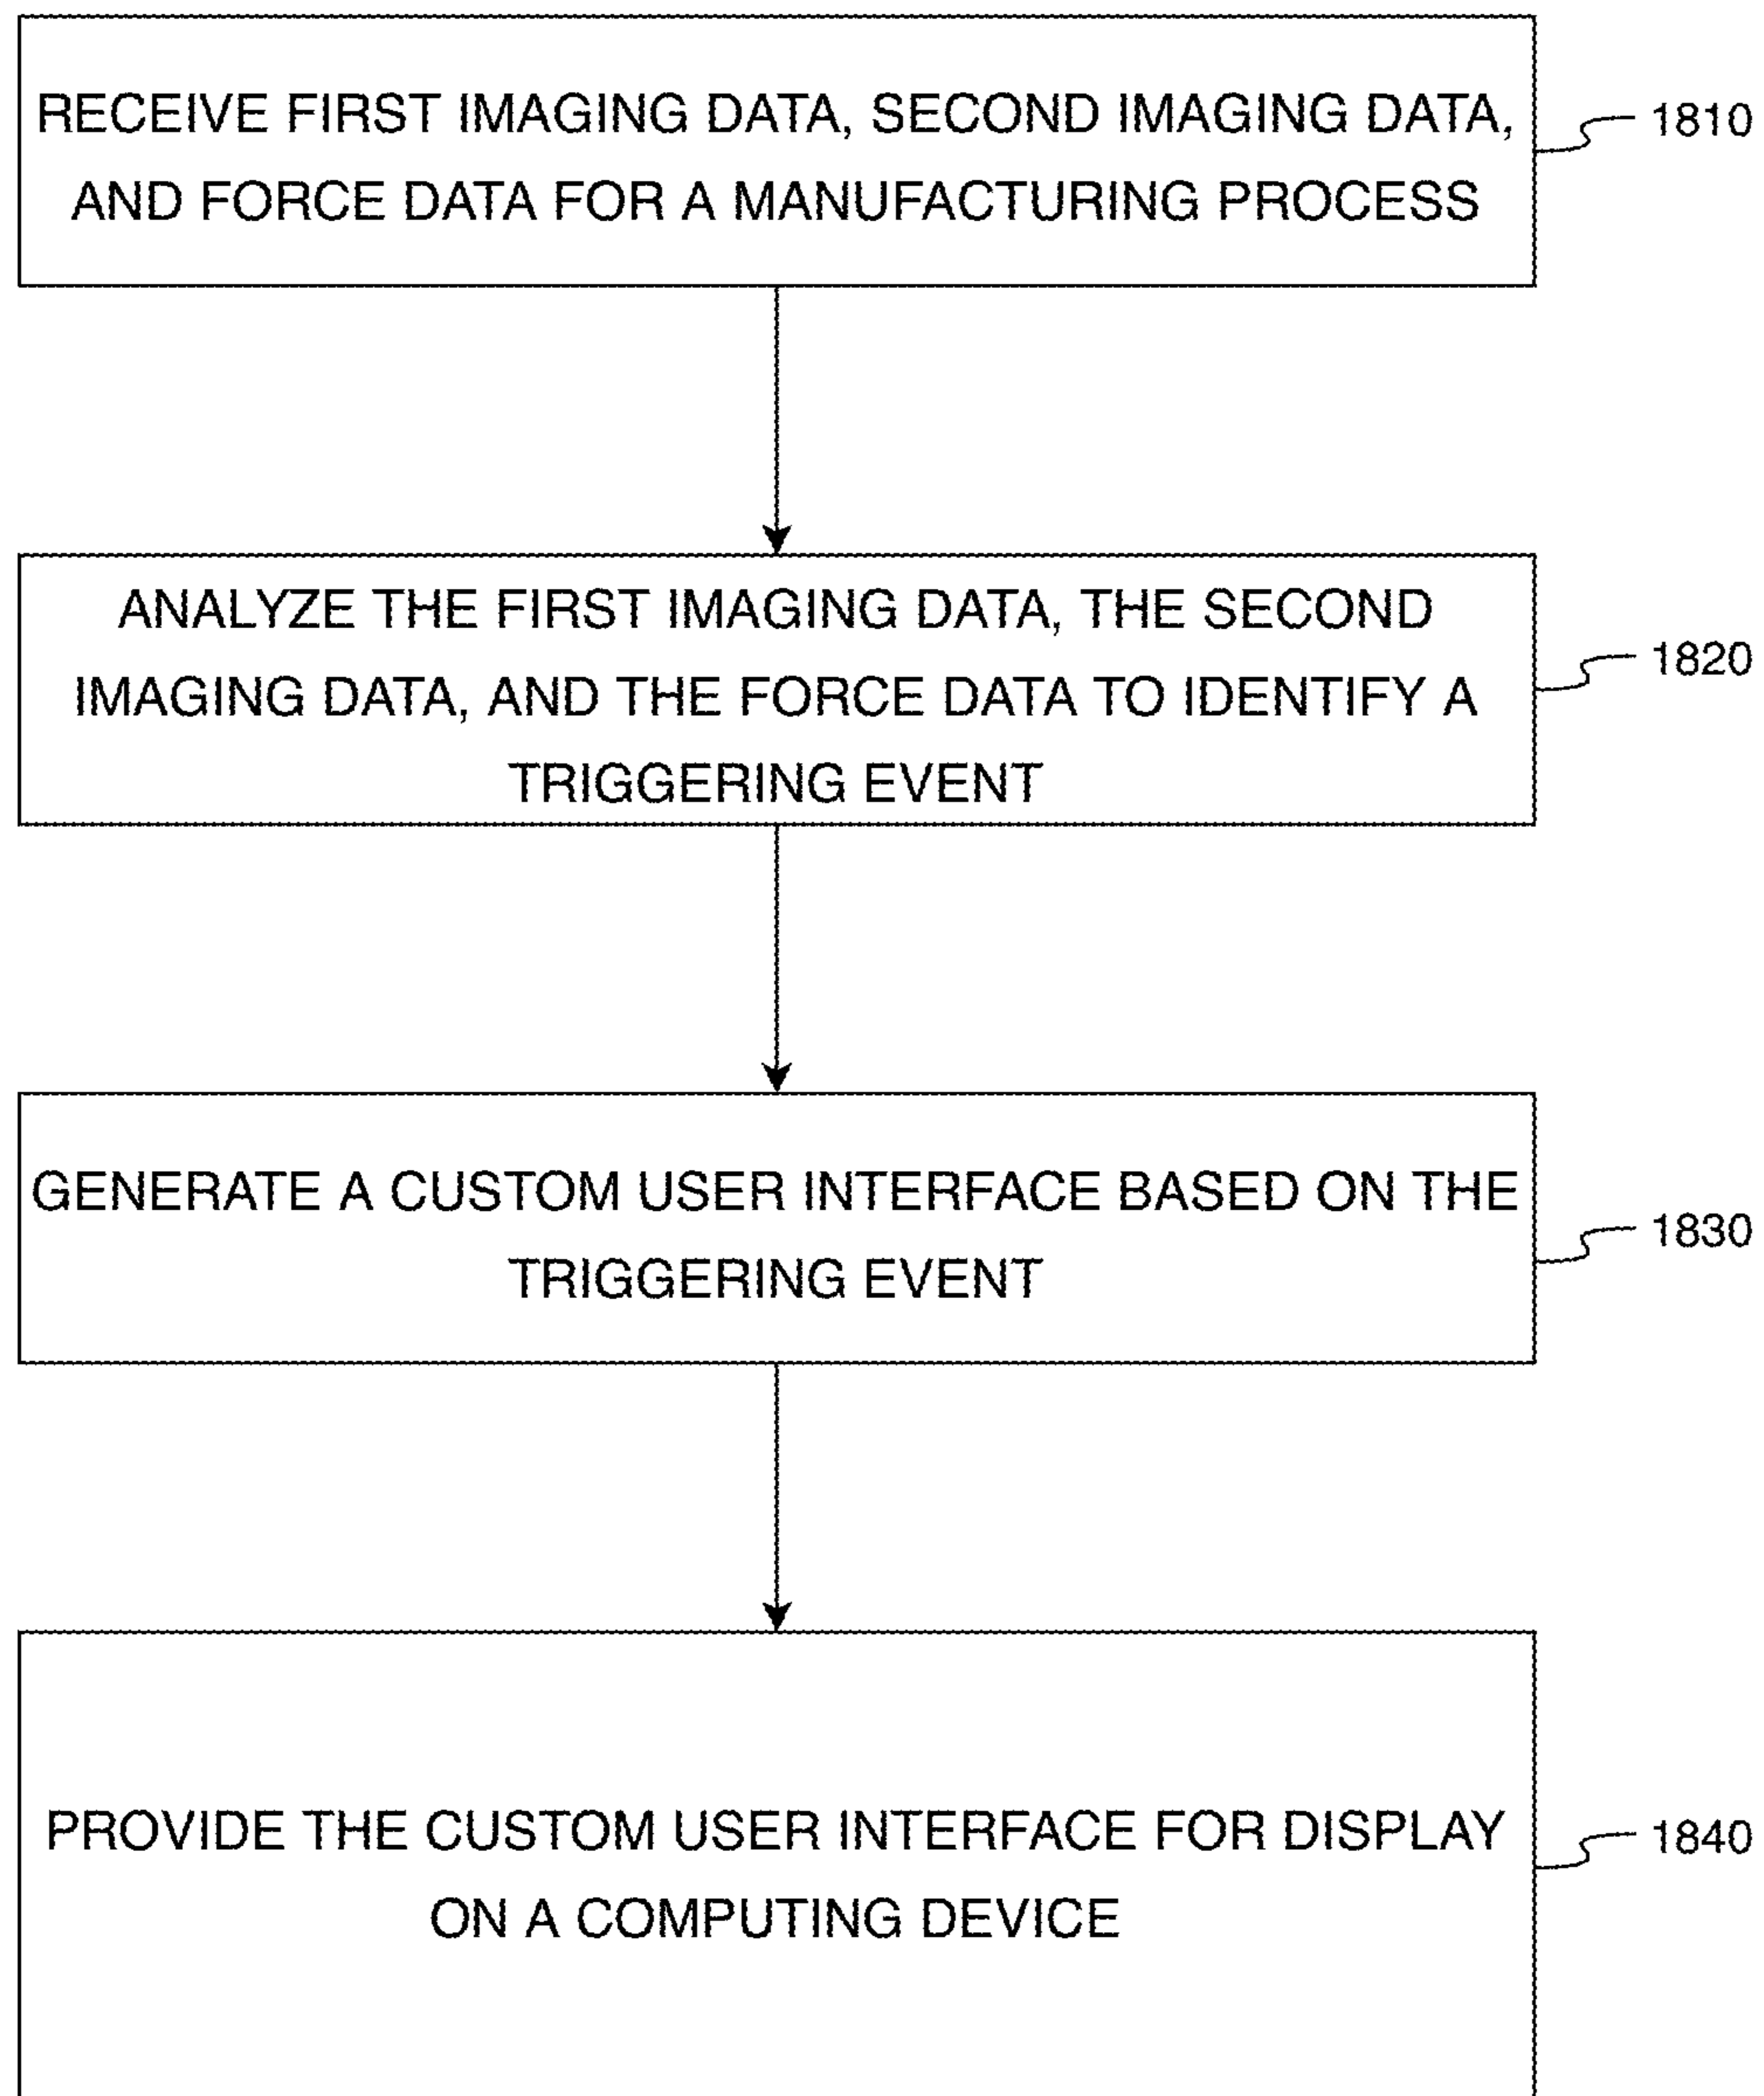 RECEIVE FIRST IMAGING DATA, SECOND IMAGING DATA,
AND FORCE DATA FOR A MANUFACTURING PROCESS
1810
ANALYZE THE FIRST IMAGING DATA, THE SECOND
IMAGING DATA, AND THE FORCE DATA TO IDENTIFY A
TRIGGERING EVENT
1820
GENERATE A CUSTOM USER INTERFACE BASED ON THE
TRIGGERING EVENT
1830
PROVIDE THE CUSTOM USER INTERFACE FOR DISPLAY
ON A COMPUTING DEVICE
1840